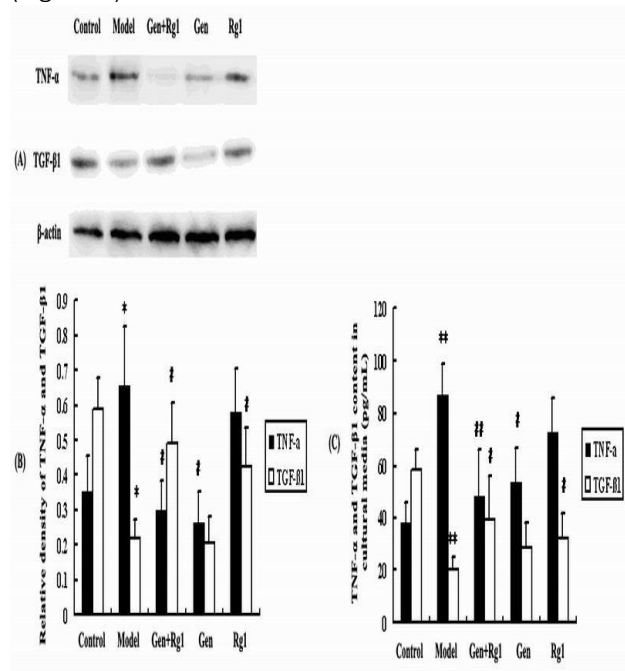 Control Model Gen+Rg1 Gen Rg1
TNF-α
(A) TGF-β1
β-actin
Relative density of TNF-α and TGF-β1
0.9
0.8
0.7
0.6
0.5
0.4
0.3
0.2
0.1
0
*
*
ǂ
ǂ
ǂ
ǂ
TNF-a
TGF-ß1
(B)
Control Model Gen+Rg1 Gen Rg1
TNF-α and TGF-β1 content in
cultural media (pg/mL)
120
100
80
60
40
20
0
##
##
ǂǂ
ǂ
ǂ
ǂ
TNF-a
TGF-ß1
(C)
Control Model Gen+Rg1 Gen Rg1